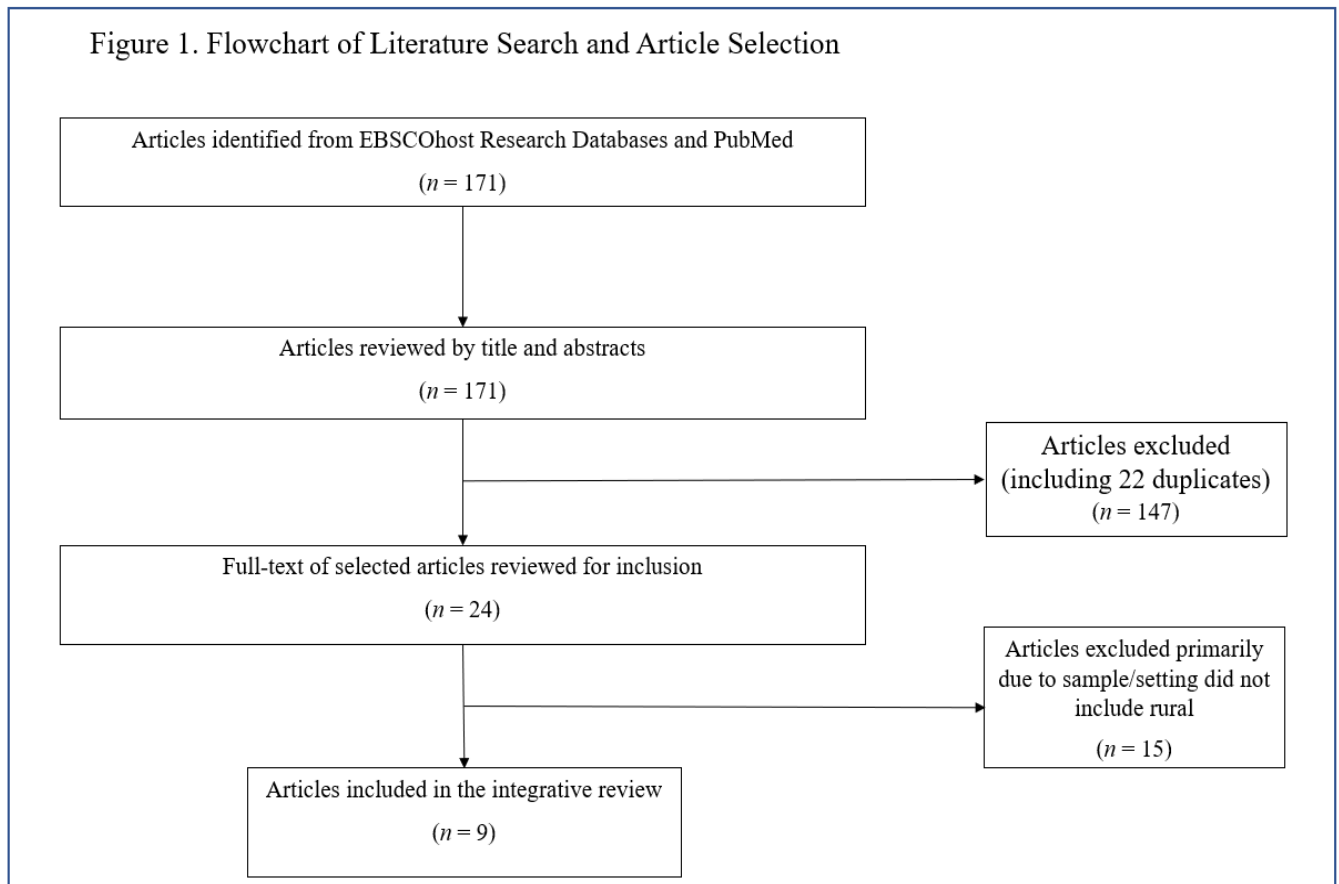 Figure 1. Flowchart of Literature Search and Article Selection
Articles identified from EBSCOhost Research Databases and PubMed
(n = 171)
Articles reviewed by title and abstracts
(n = 171)
Articles excluded
(including 22 duplicates)
(n = 147)
Full-text of selected articles reviewed for inclusion
(n = 24)
Articles excluded primarily
due to sample/setting did not
include rural
(n = 15)
Articles included in the integrative review
(n = 9)